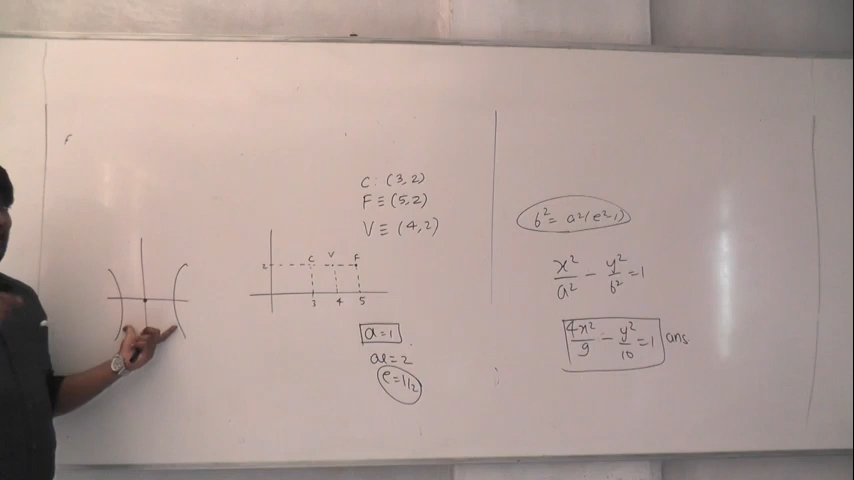 C : (3,2)
F ≡ (5,2)
V ≡ (4,2)
C V F
2
3 4 5
a = 1
ae = 2
e = 1/2
b² = a²(e²-1)
x²/a² - y²/b² = 1
4x²/9 - y²/10 = 1 ans